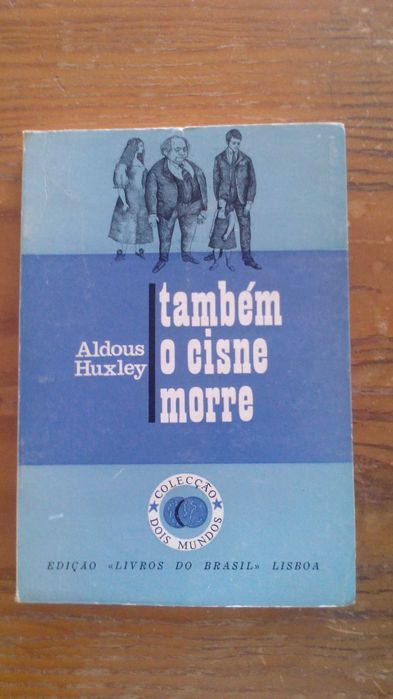 Aldous
Huxley
também
o cisne
morre
COLECÇÃO
DOIS MUNDOS
EDIÇÃO «LIVROS DO BRASIL» LISBOA